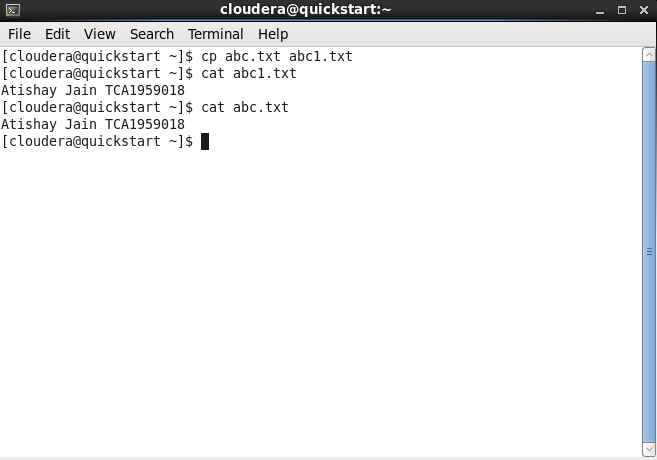 cloudera@quickstart:~
File Edit View Search Terminal Help
[cloudera@quickstart ~]$ cp abc.txt abc1.txt
[cloudera@quickstart ~]$ cat abc1.txt
Atishay Jain TCA1959018
[cloudera@quickstart ~]$ cat abc.txt
Atishay Jain TCA1959018
[cloudera@quickstart ~]$